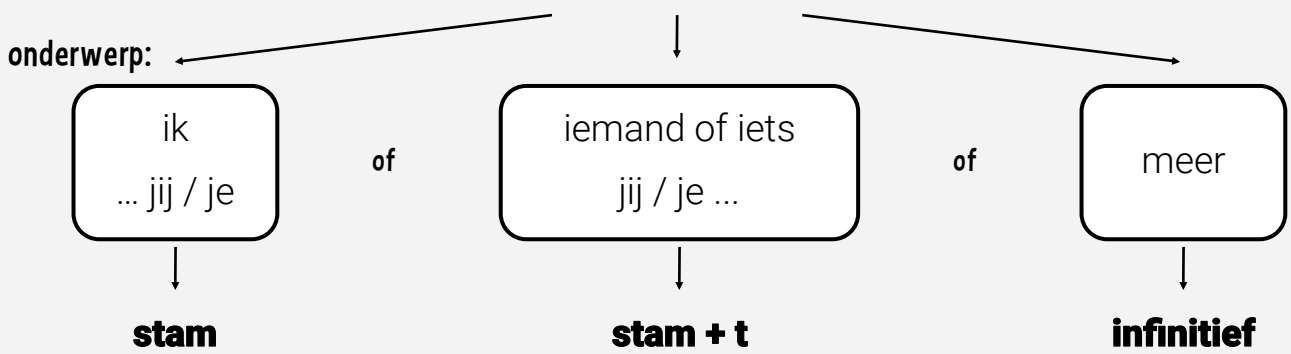 onderwerp:
ik
... jij / je
of
iemand of iets
jij / je ...
of
meer
stam
stam + t
infinitief